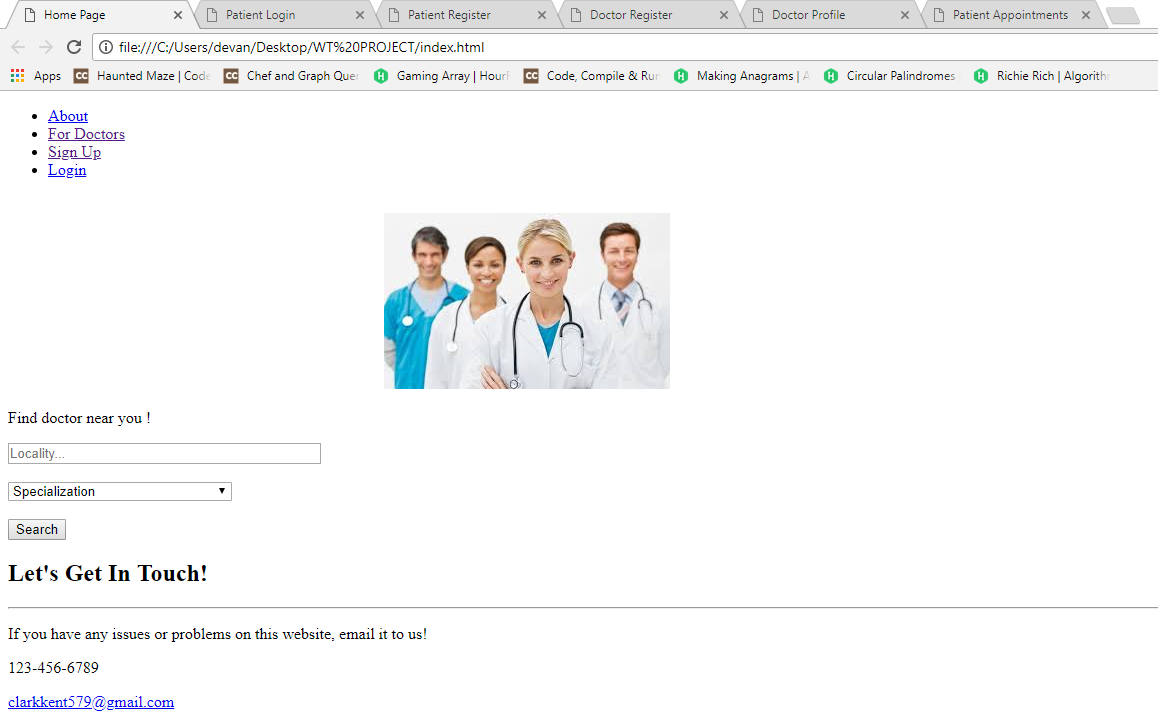 Home Page Patient Login Patient Register Doctor Register Doctor Profile Patient Appointments
file:///C:/Users/devan/Desktop/WT%20PROJECT/index.html
Apps CC Haunted Maze | Code CC Chef and Graph Quer H Gaming Array | Hour CC Code, Compile & Run H Making Anagrams | A H Circular Palindromes H Richie Rich | Algorith
About
For Doctors
Sign Up
Login
Find doctor near you !
Locality...
Specialization
Search
Let's Get In Touch!
If you have any issues or problems on this website, email it to us!
123-456-6789
clarkkent579@gmail.com